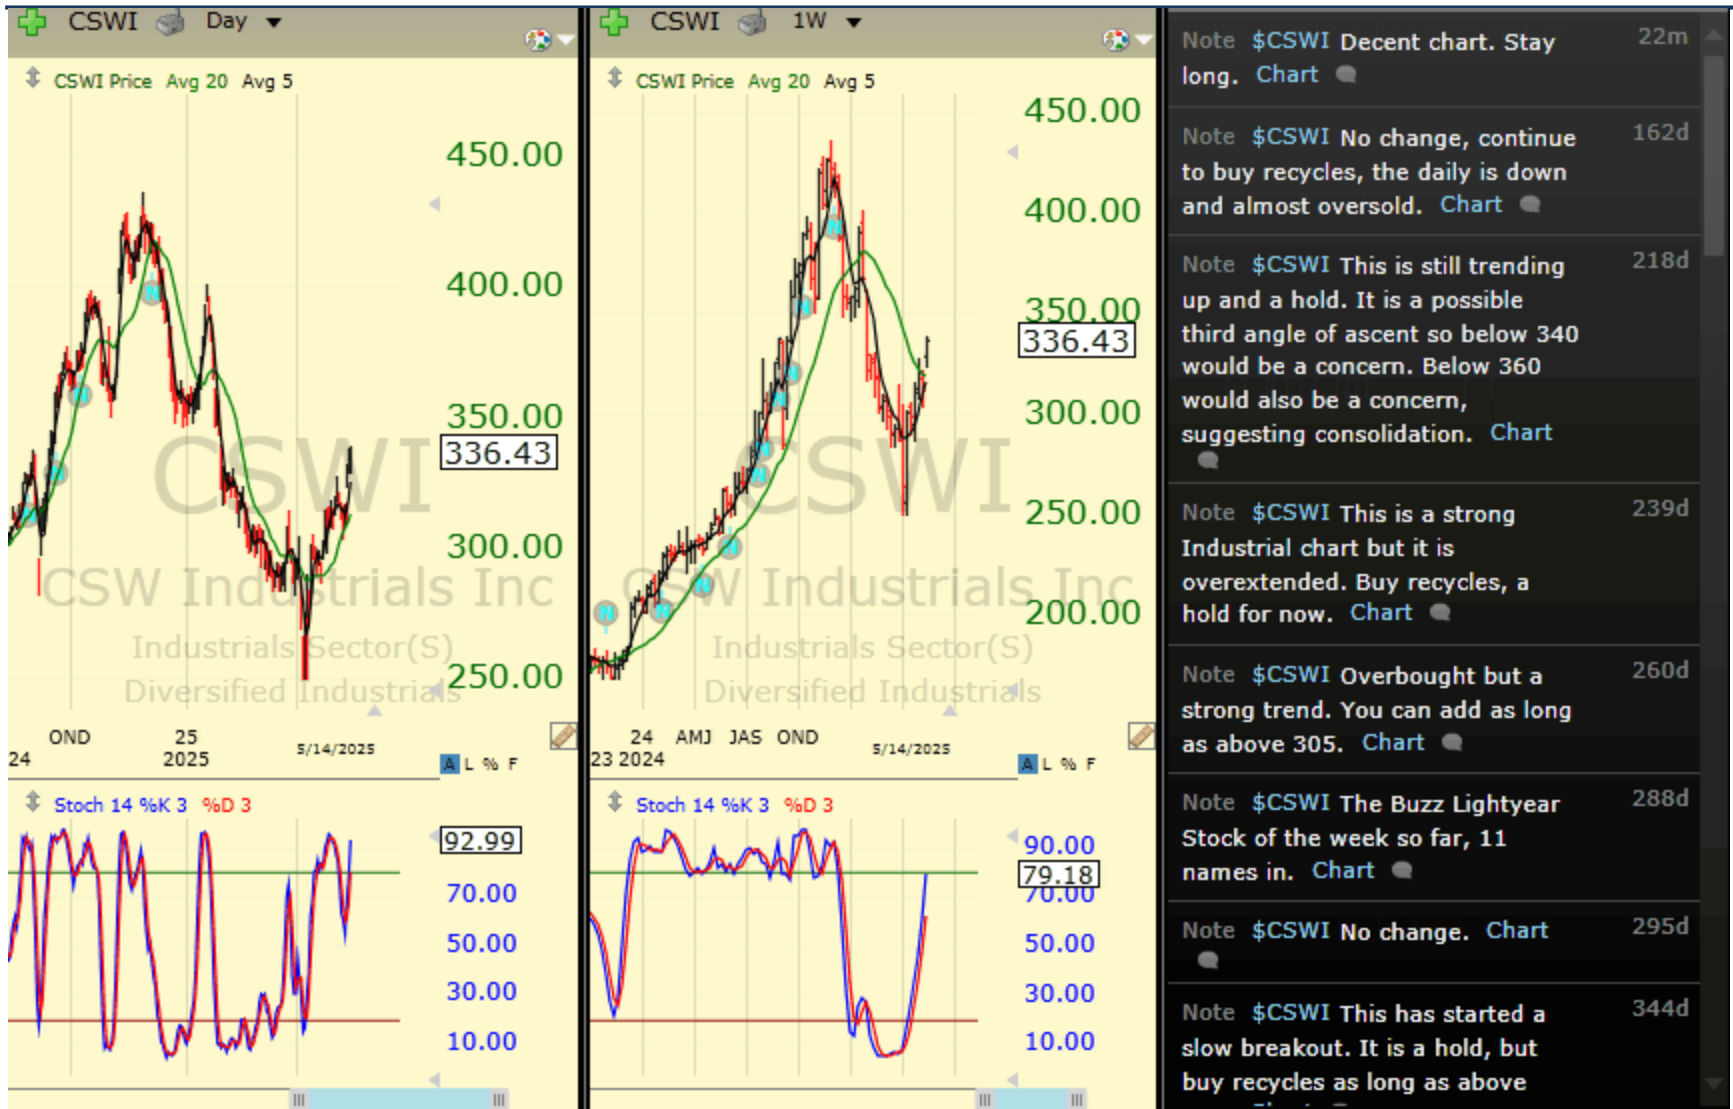 CSWI Day
CSWI Price Avg 20 Avg 5
450.00
400.00
350.00
336.43
300.00
250.00
CSWI
CSW Industrials Inc
Industrials Sector(S)
Diversified Industrials
OND 25 5/14/2025
24 2025
A L % F
Stoch 14 %K 3 %D 3
92.99
70.00
50.00
30.00
10.00
CSWI 1W
CSWI Price Avg 20 Avg 5
450.00
400.00
350.00
336.43
300.00
250.00
200.00
CSWI
CSW Industrials Inc
Industrials Sector(S)
Diversified Industrials
24 AMJ JAS OND 5/14/2025
23 2024
A L % F
Stoch 14 %K 3 %D 3
90.00
79.18
70.00
50.00
30.00
10.00
N
N
N
N
N
N
N
N
N
N
N
N
N
Note $CSWI Decent chart. Stay 22m
long. Chart
Note $CSWI No change, continue 162d
to buy recycles, the daily is down
and almost oversold. Chart
Note $CSWI This is still trending 218d
up and a hold. It is a possible
third angle of ascent so below 340
would be a concern. Below 360
would also be a concern,
suggesting consolidation. Chart
Note $CSWI This is a strong 239d
Industrial chart but it is
overextended. Buy recycles, a
hold for now. Chart
Note $CSWI Overbought but a 260d
strong trend. You can add as long
as above 305. Chart
Note $CSWI The Buzz Lightyear 288d
Stock of the week so far, 11
names in. Chart
Note $CSWI No change. Chart 295d
Note $CSWI This has started a 344d
slow breakout. It is a hold, but
buy recycles as long as above